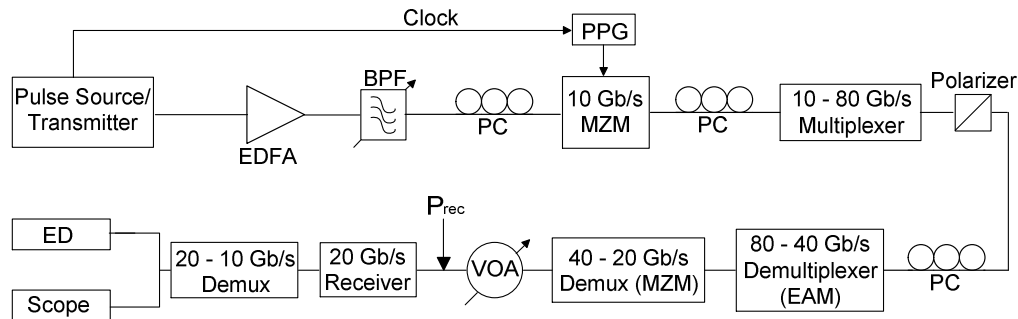 Clock
PPG
Pulse Source/
Transmitter
EDFA
BPF
PC
10 Gb/s
MZM
PC
10 - 80 Gb/s
Multiplexer
Polarizer
ED
Scope
20 - 10 Gb/s
Demux
20 Gb/s
Receiver
Prec
VOA
40 - 20 Gb/s
Demux (MZM)
80 - 40 Gb/s
Demultiplexer
(EAM)
PC